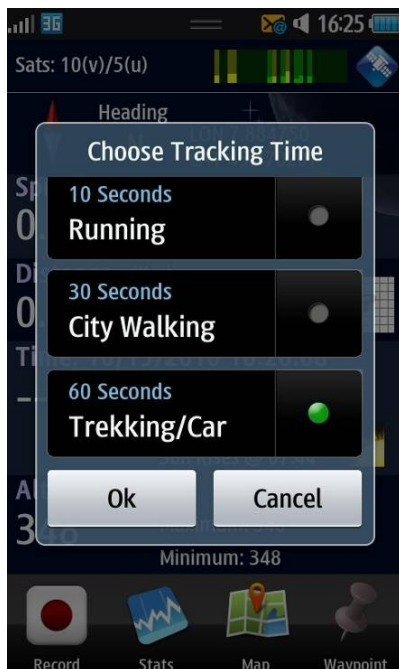 3G 16:25
Sats: 10(v)/5(u)
Heading
Choose Tracking Time
10 Seconds
Running
30 Seconds
City Walking
60 Seconds
Trekking/Car
Ok
Cancel
348
Minimum: 348
Record
Stats
Map
Waypoint